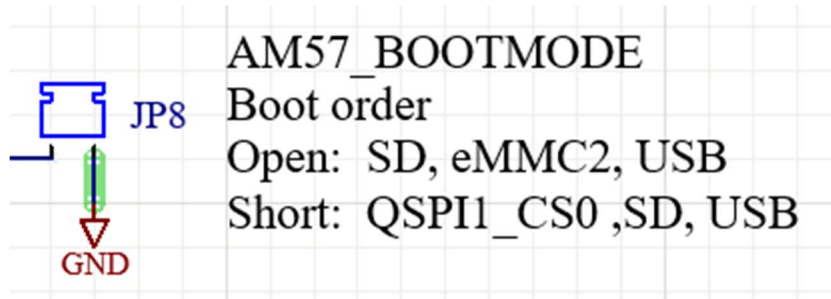 AM57_BOOTMODE
JP8
Boot order
Open: SD, eMMC2, USB
Short: QSPI1_CS0 ,SD, USB
GND